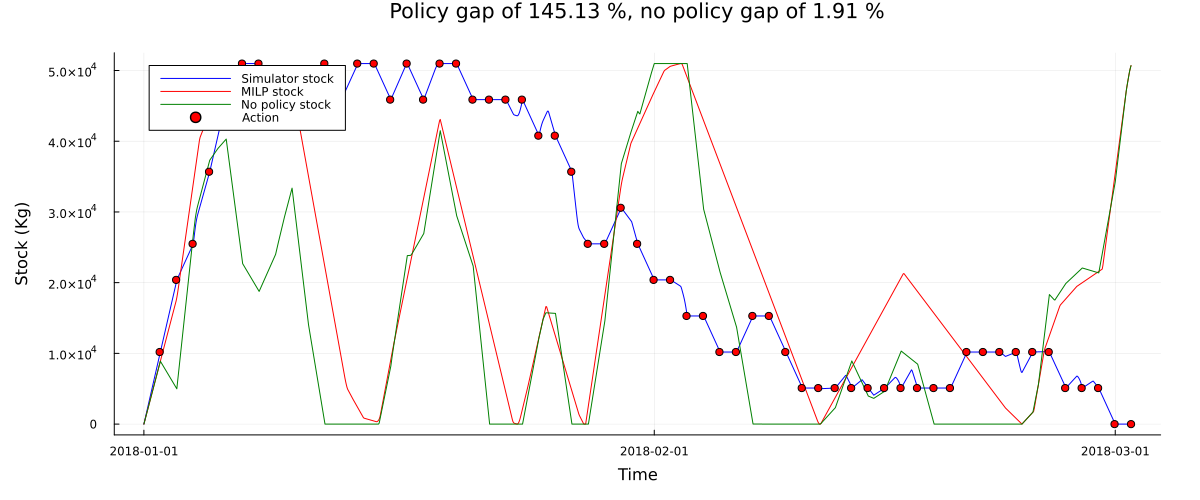 Policy gap of 145.13 %, no policy gap of 1.91 %
Simulator stock
MILP stock
No policy stock
Action
Stock (Kg)
5.0×10⁴
4.0×10⁴
3.0×10⁴
2.0×10⁴
1.0×10⁴
0
2018-01-01
2018-02-01
2018-03-01
Time